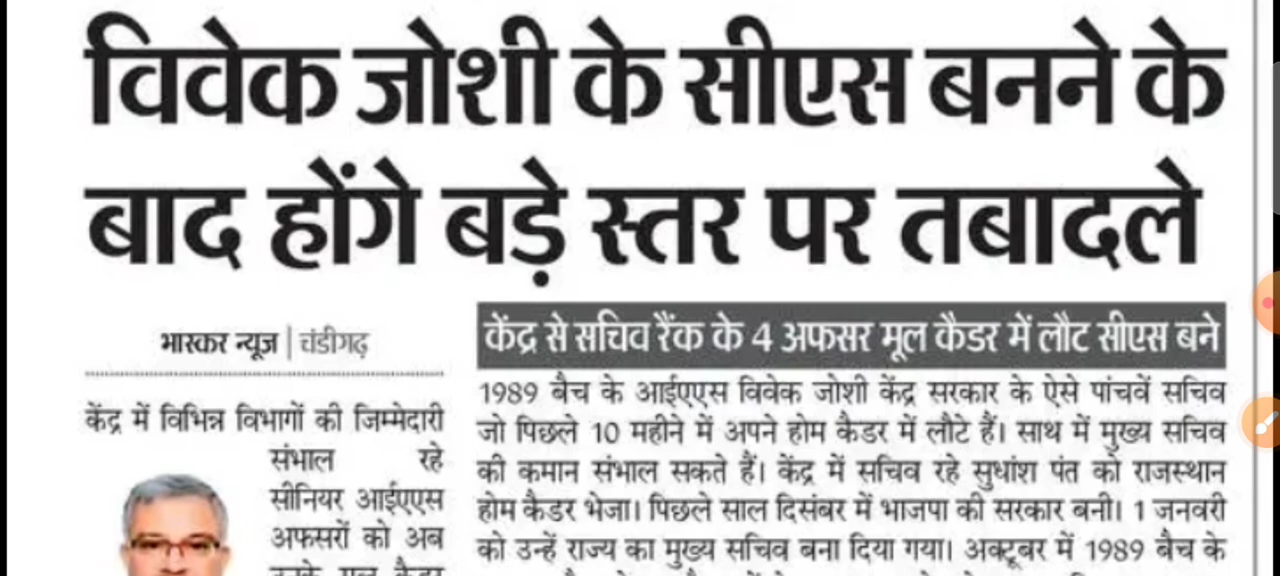 विवेक जोशी के सीएस बनने के
बाद होंगे बड़े स्तर पर तबादले
भास्कर न्यूज | चंडीगढ़
केंद्र में विभिन्न विभागों की जिम्मेदारी
संभाल रहे
सीनियर आईएएस
अफसरों को अब
केंद्र से सचिव रैंक के 4 अफसर मूल कैडर में लौट सीएस बने
1989 बैच के आईएएस विवेक जोशी केंद्र सरकार के ऐसे पांचवें सचिव
जो पिछले 10 महीने में अपने होम कैडर में लौटे हैं। साथ में मुख्य सचिव
की कमान संभाल सकते हैं। केंद्र में सचिव रहे सुधांश पंत को राजस्थान
होम कैडर भेजा। पिछले साल दिसंबर में भाजपा की सरकार बनी। 1 जनवरी
को उन्हें राज्य का मुख्य सचिव बना दिया गया। अक्टूबर में 1989 बैच के